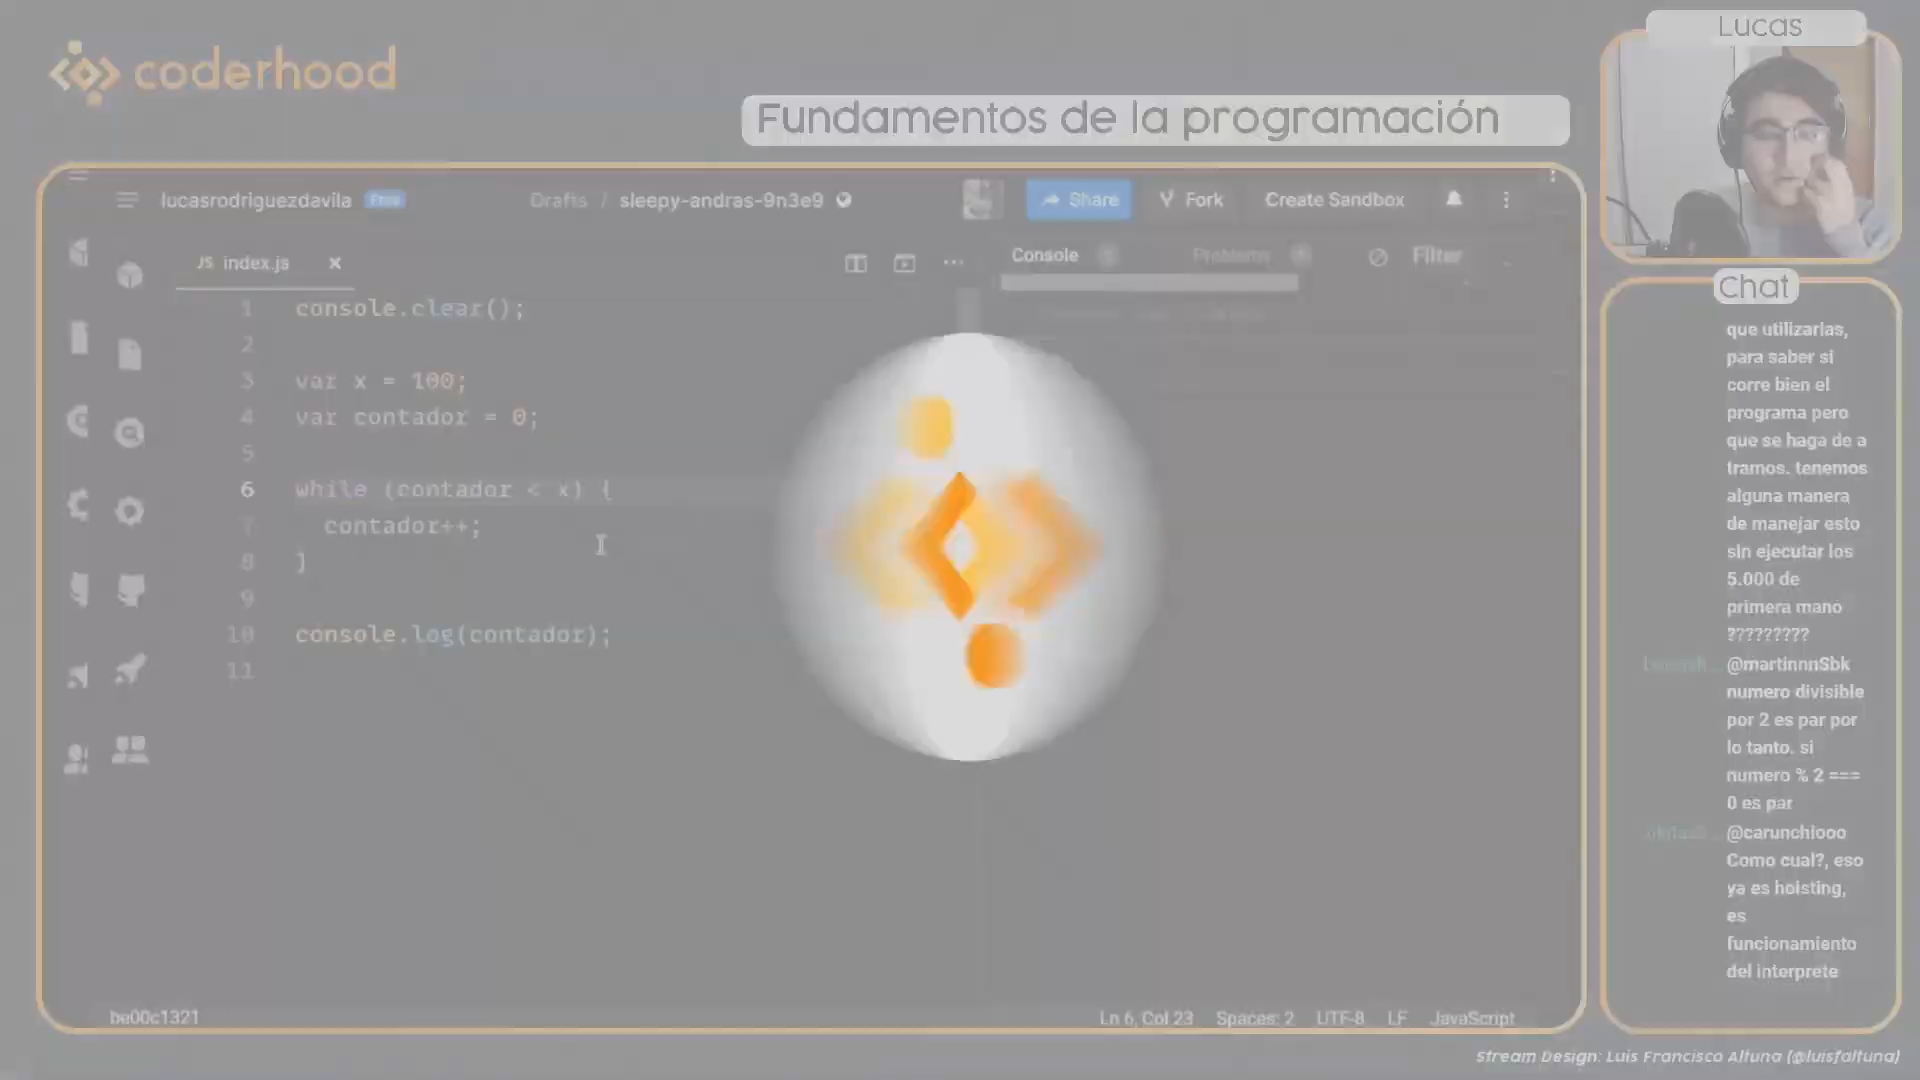 coderhood
Fundamentos de la programación
Lucas
lucasrodriguezdavila Free
Drafts / sleepy-andras-9n3e9
Share
Fork
Create Sandbox
JS index.js
Console
Problems
Filter
1 console.clear();
2
3 var x = 100;
4 var contador = 0;
5
6 while (contador < x) {
7 contador++;
8 }
9
10 console.log(contador);
11
be00c1321
Ln 6, Col 23 Spaces: 2 UTF-8 LF JavaScript
Chat
que utilizarlas,
para saber si
corre bien el
programa pero
que se haga de a
tramos. tenemos
alguna manera
de manejar esto
sin ejecutar los
5.000 de
primera mano
?????????
@martinnnSbk
numero divisible
por 2 es par por
lo tanto. si
numero % 2 ===
0 es par
@carunchiooo
Como cual?, eso
ya es hoisting,
es
funcionamiento
del interprete
Stream Design: Luis Francisco Altuna (@luisfaltuna)